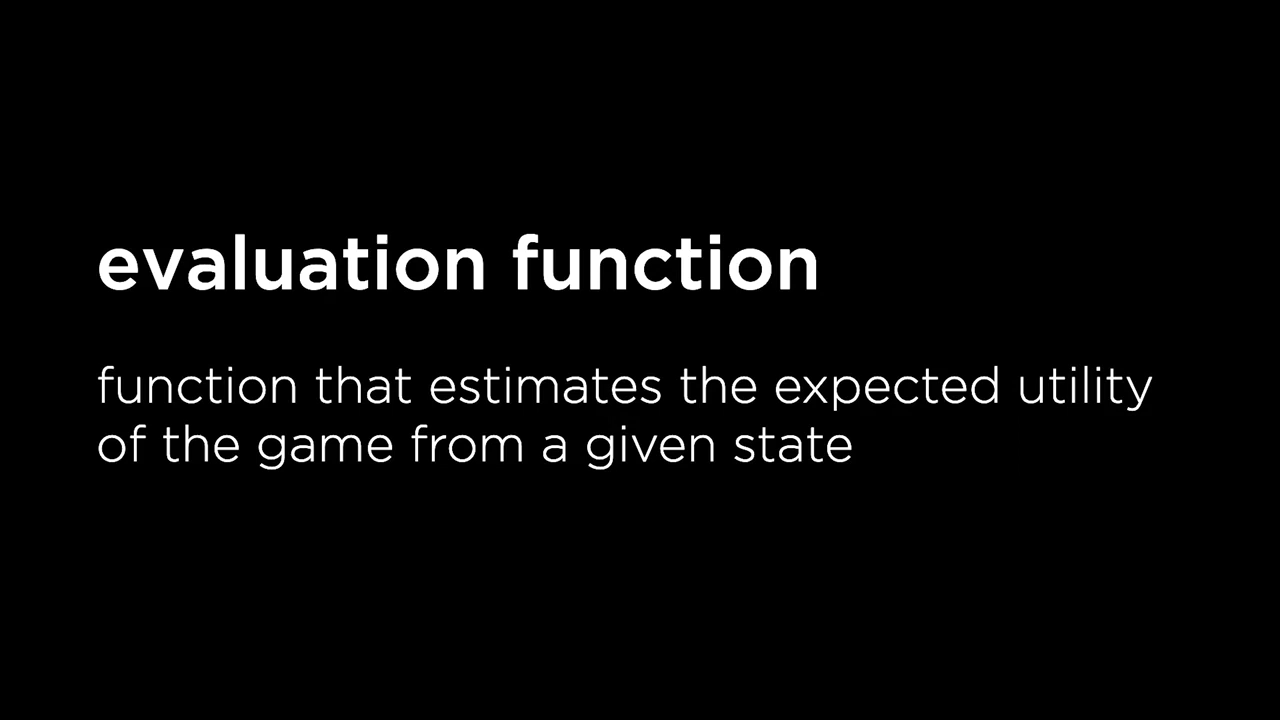 evaluation function
function that estimates the expected utility
of the game from a given state